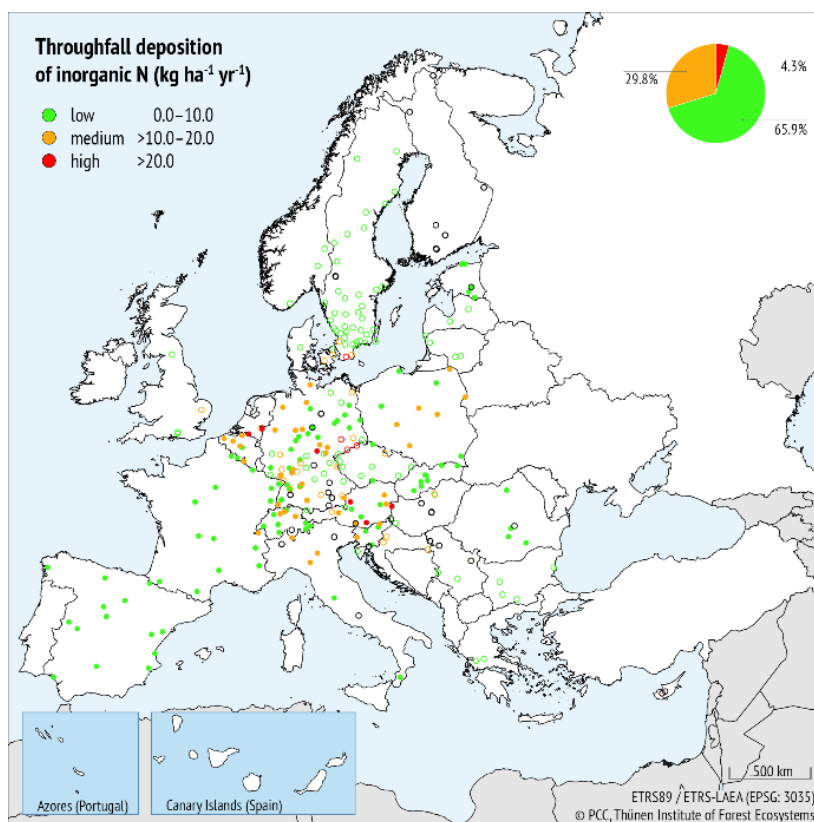 Throughfall deposition
of inorganic N (kg ha⁻¹ yr⁻¹)
low 0.0–10.0
medium >10.0–20.0
high >20.0
4.3%
29.8%
65.9%
500 km
Azores (Portugal)
Canary Islands (Spain)
ETRS89 / ETRS-LAEA (EPSG: 3035)
© PCC, Thünen Institute of Forest Ecosystems